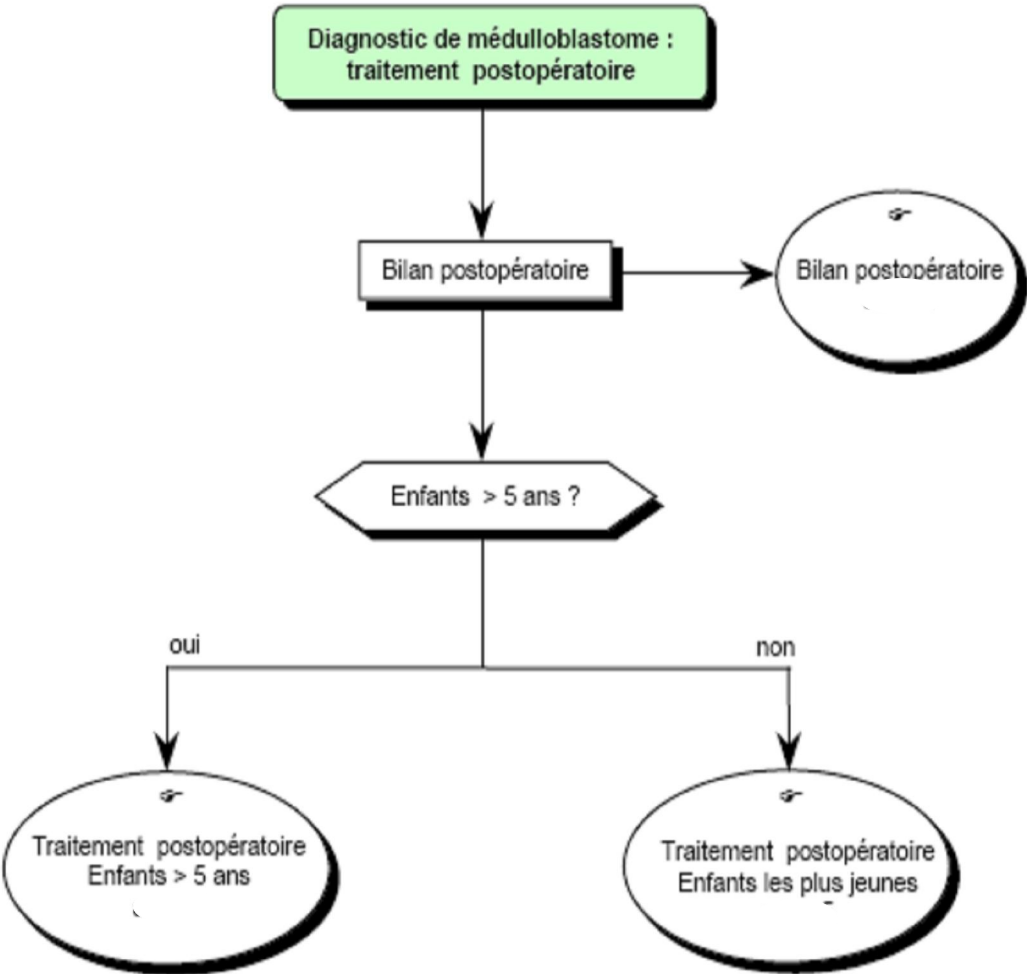 Diagnostic de médulloblastome :
traitement postopératoire
Bilan postopératoire
Bilan postopératoire
Enfants > 5 ans ?
oui
non
Traitement postopératoire
Enfants > 5 ans
Traitement postopératoire
Enfants les plus jeunes